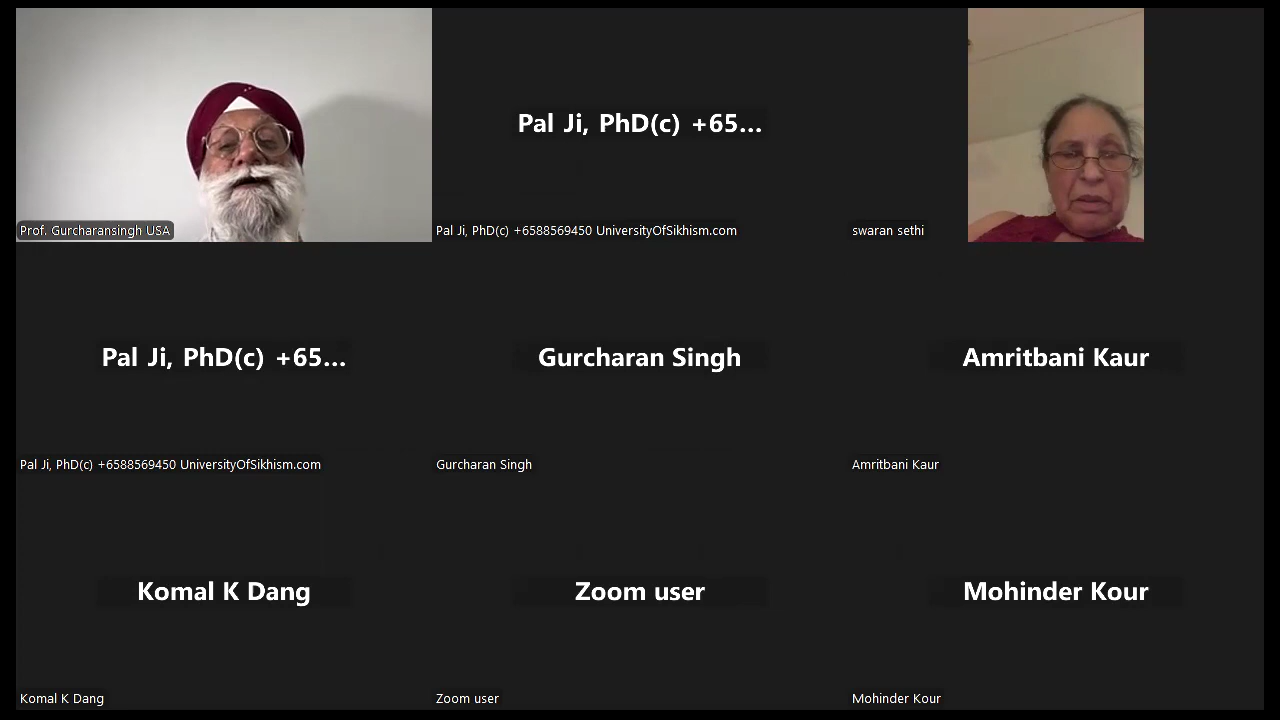 Pal Ji, PhD(c) +65...
Prof. Gurcharansingh USA
Pal Ji, PhD(c) +6588569450 UniversityOfSikhism.com
swaran sethi
Pal Ji, PhD(c) +65...
Gurcharan Singh
Amritbani Kaur
Pal Ji, PhD(c) +6588569450 UniversityOfSikhism.com
Gurcharan Singh
Amritbani Kaur
Komal K Dang
Zoom user
Mohinder Kour
Komal K Dang
Zoom user
Mohinder Kour